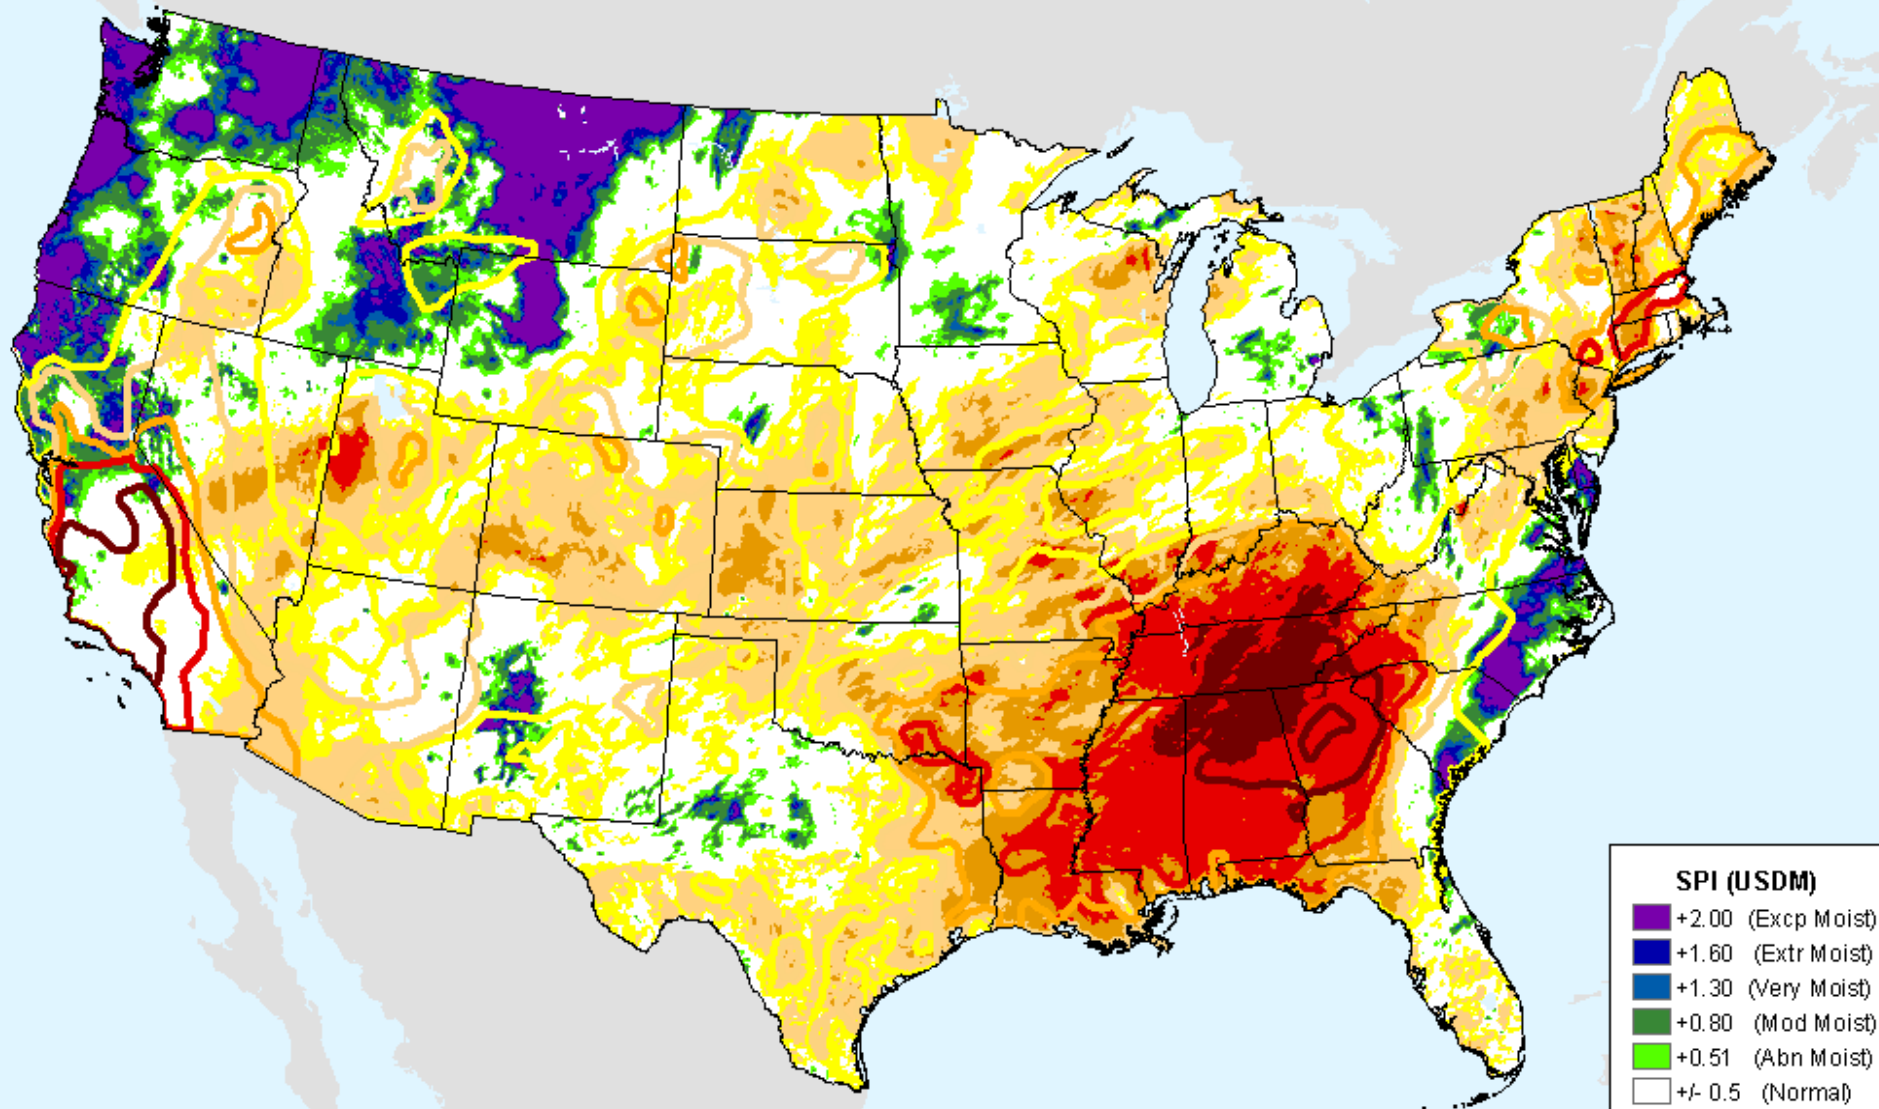 SPI (USDM)
+2.00 (Excp Moist)
+1.60 (Extr Moist)
+1.30 (Very Moist)
+0.80 (Mod Moist)
+0.51 (Abn Moist)
+/- 0.5 (Normal)